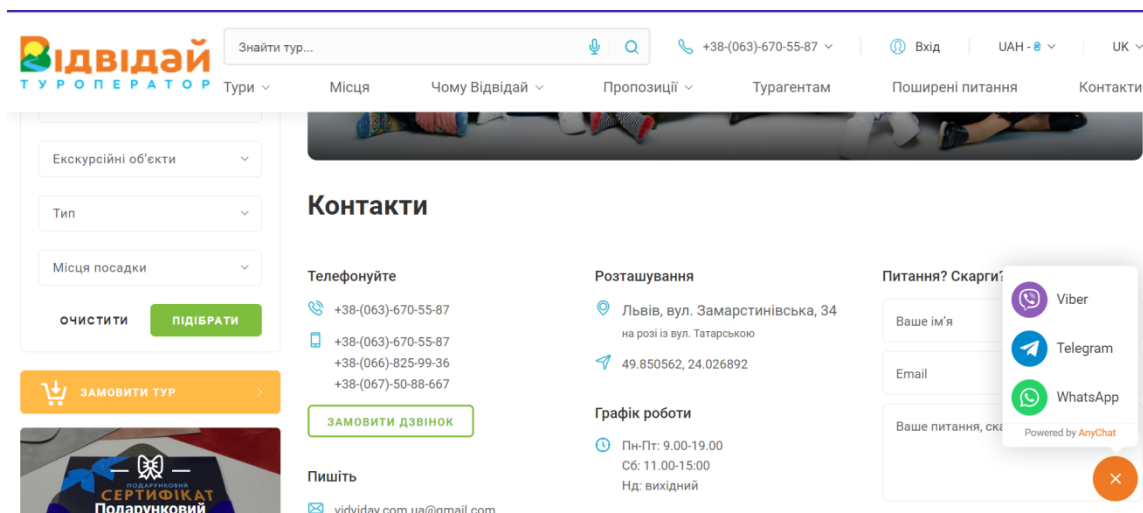 Відвідай
ТУРОПЕРАТОР
Знайти тур...
+38-(063)-670-55-87
Вхід
UAH - ₴
UK
Тури
Місця
Чому Відвідай
Пропозиції
Турагентам
Поширені питання
Контакти
Екскурсійні об’єкти
Тип
Місця посадки
ОЧИСТИТИ
ПІДІБРАТИ
ЗАМОВИТИ ТУР
ПОДАРУНКОВИЙ
СЕРТИФІКАТ
Подарунковий
Контакти
Телефонуйте
+38-(063)-670-55-87
+38-(063)-670-55-87
+38-(066)-825-99-36
+38-(067)-50-88-667
ЗАМОВИТИ ДЗВІНОК
Пишіть
vidviday.com.ua@gmail.com
Розташування
Львів, вул. Замарстинівська, 34
на розі із вул. Татарською
49.850562, 24.026892
Графік роботи
Пн-Пт: 9.00-19.00
Сб: 11.00-15:00
Нд: вихідний
Питання? Скарги?
Ваше ім’я
Email
Ваше питання, ска
Viber
Telegram
WhatsApp
Powered by AnyChat